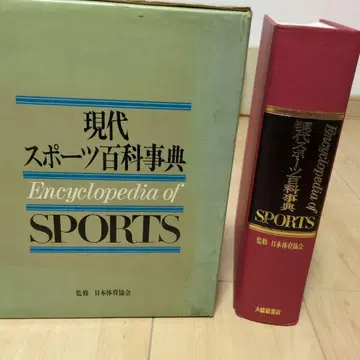 現代
スポーツ百科事典
Encyclopedia of
SPORTS
監修 日本体育協会
現代スポーツ百科事典
Encyclopedia of
SPORTS
監修 日本体育協会
大修館書店